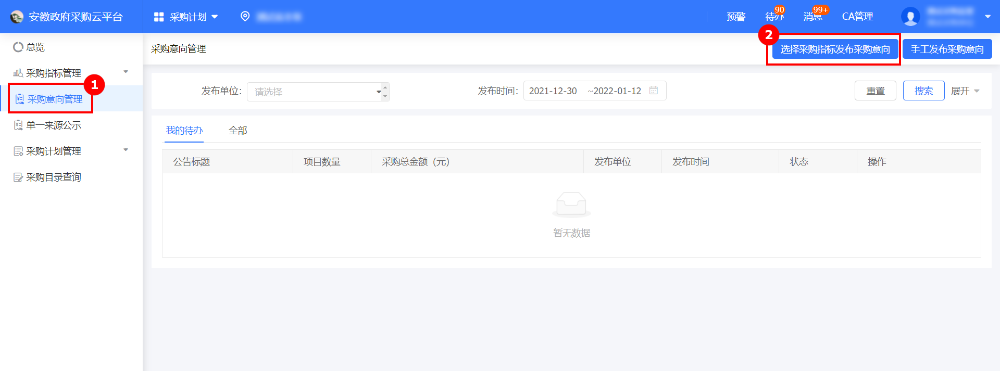 安徽政府采购云平台
采购计划
预警
待办
90
消息
99+
CA管理
总览
采购指标管理
1
采购意向管理
单一来源公示
采购计划管理
采购目录查询
采购意向管理
2
选择采购指标发布采购意向
手工发布采购意向
发布单位: 请选择
发布时间: 2021-12-30 ~2022-01-12
重置
搜索
展开
我的待办 全部
公告标题 项目数量 采购总金额（元） 发布单位 发布时间 状态 操作
暂无数据